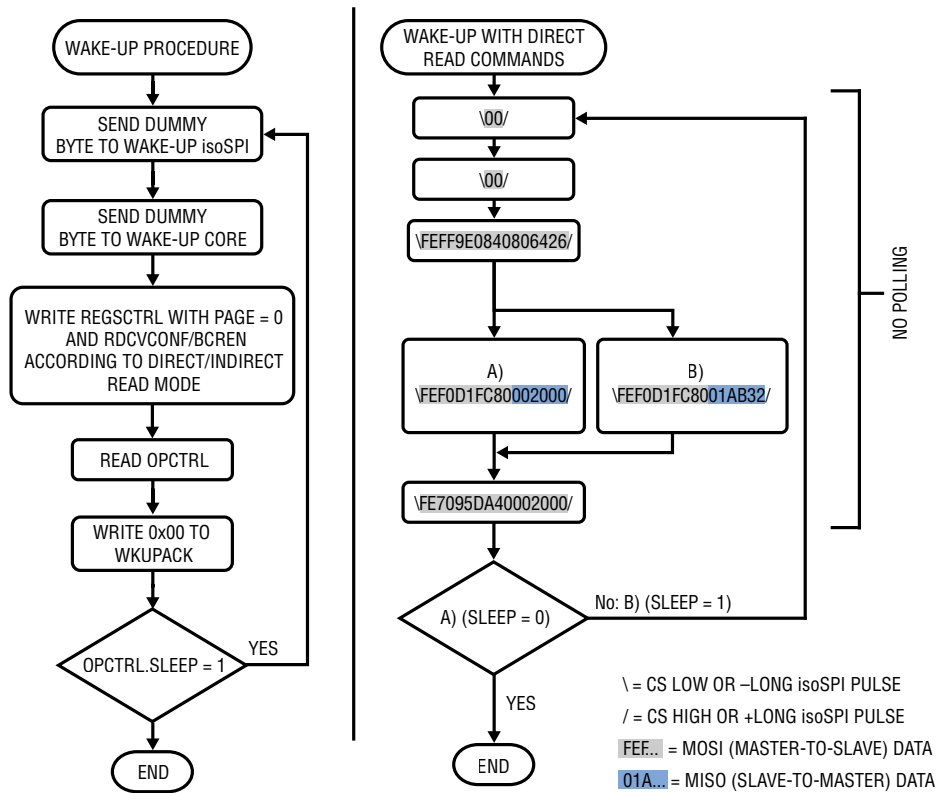 WAKE-UP PROCEDURE
SEND DUMMY
BYTE TO WAKE-UP isoSPI
SEND DUMMY
BYTE TO WAKE-UP CORE
WRITE REGSCTRL WITH PAGE = 0
AND RDCVCONF/BCREN
ACCORDING TO DIRECT/INDIRECT
READ MODE
READ OPCTRL
WRITE 0x00 TO
WKUPACK
OPCTRL.SLEEP = 1
YES
END
WAKE-UP WITH DIRECT
READ COMMANDS
\00/
\00/
\FEFF9E0840806426/
A)
\FEF0D1FC80002000/
B)
\FEF0D1FC8001AB32/
\FE7095DA40002000/
A) (SLEEP = 0)
No: B) (SLEEP = 1)
YES
END
NO POLLING
\ = CS LOW OR –LONG isoSPI PULSE
/ = CS HIGH OR +LONG isoSPI PULSE
FEF... = MOSI (MASTER-TO-SLAVE) DATA
01A... = MISO (SLAVE-TO-MASTER) DATA